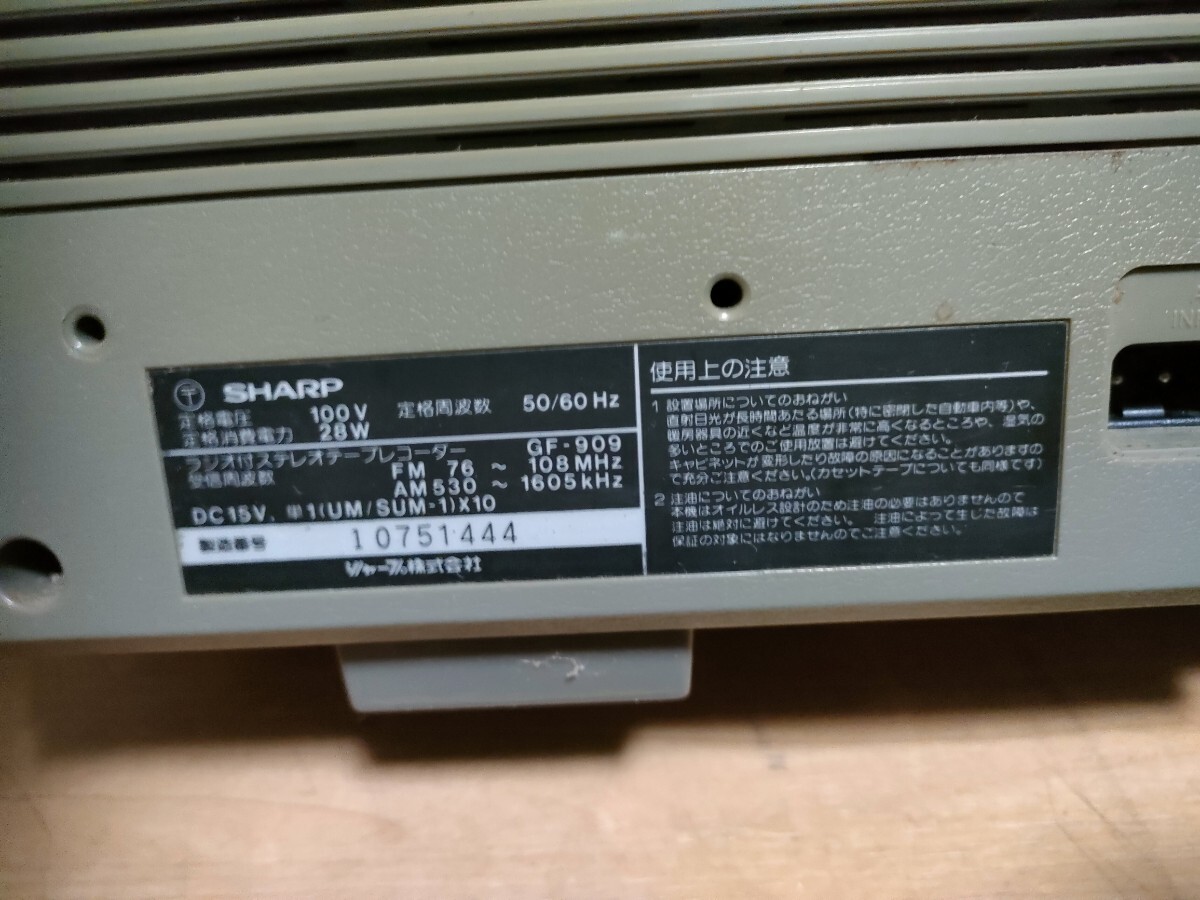 〒 SHARP
定格電圧 100V 定格周波数 50/60Hz
定格消費電力 28W
ラジオ付ステレオテープレコーダー GF-909
受信周波数 FM 76 ~ 108MHz
AM 530 ~ 1605kHz
DC15V、単1(UM/SUM-1)X10
製造番号 10751444
シャープ株式会社
使用上の注意
1 設置場所についてのおねがい
直射日光が長時間あたる場所(特に密閉した自動車内等)や、
暖房器具の近くなど温度が非常に高くなるところや、湿気の
多いところでのご使用放置は避けてください。
キャビネットが変形したり故障の原因になることがありますの
で充分ご注意ください。(カセットテープについても同様です)
2 注油についてのおねがい
本機はオイルレス設計のため注油の必要はありませんので
注油は絶対に避けてください。 注油によって生じた故障は
保証の対象にはなりませんのでご注意ください。
IN